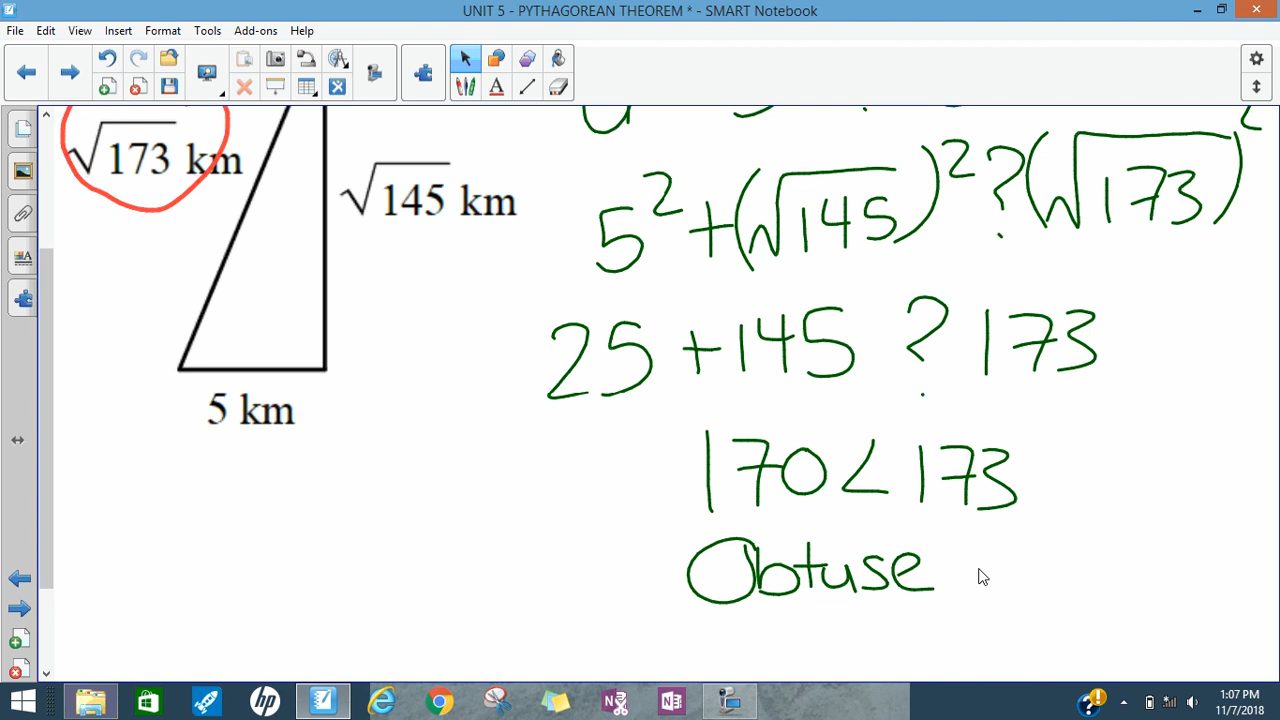 UNIT 5 - PYTHAGOREAN THEOREM * - SMART Notebook
File Edit View Insert Format Tools Add-ons Help
√173 km
√145 km
5 km
5² + (√145)² ? (√173)²
25 + 145 ? 173
170 < 173
Obtuse
1:07 PM
11/7/2018